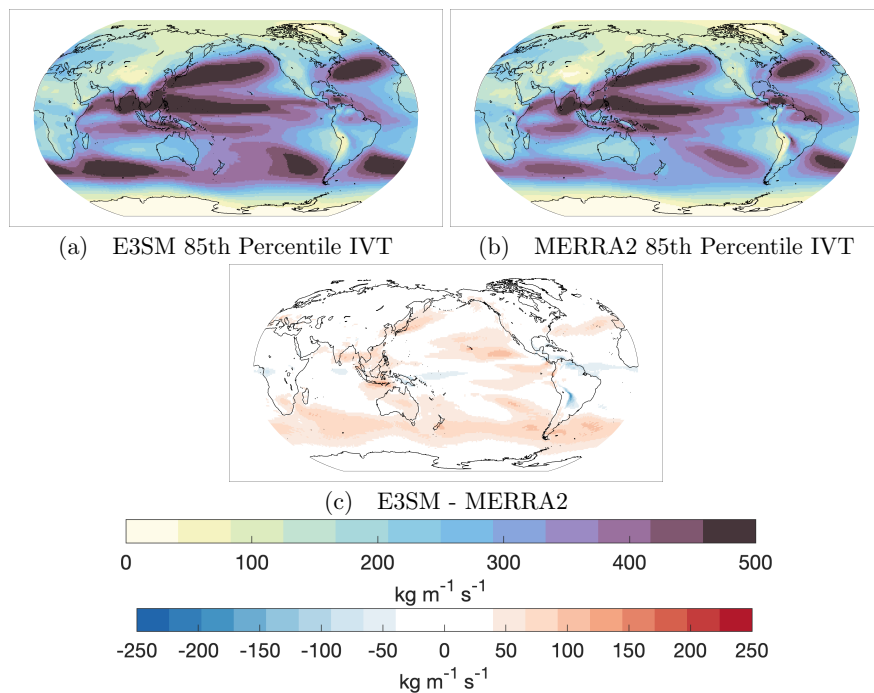 (a) E3SM 85th Percentile IVT
(b) MERRA2 85th Percentile IVT
(c) E3SM - MERRA2
0 100 200 300 400 500
kg m⁻¹ s⁻¹
-250 -200 -150 -100 -50 0 50 100 150 200 250
kg m⁻¹ s⁻¹